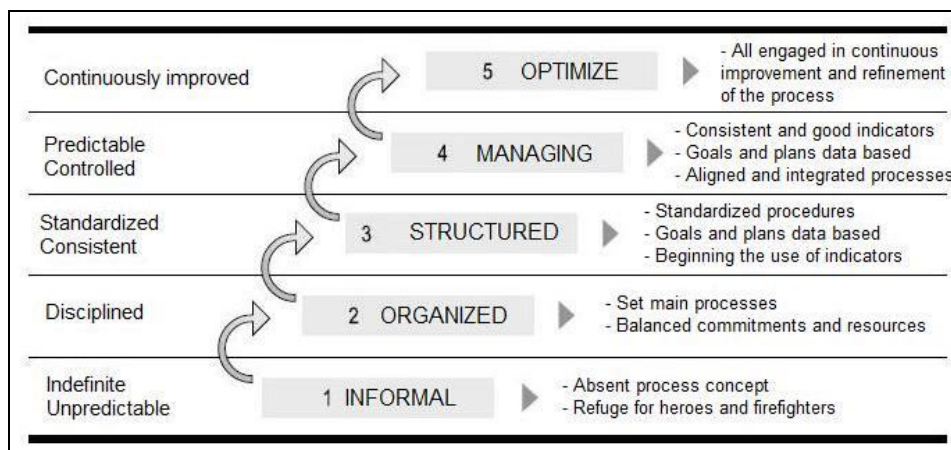 Continuously improved
5 OPTIMIZE
- All engaged in continuous
improvement and refinement
of the process
Predictable
Controlled
4 MANAGING
- Consistent and good indicators
- Goals and plans data based
- Aligned and integrated processes
Standardized
Consistent
3 STRUCTURED
- Standardized procedures
- Goals and plans data based
- Beginning the use of indicators
Disciplined
2 ORGANIZED
- Set main processes
- Balanced commitments and resources
Indefinite
Unpredictable
1 INFORMAL
- Absent process concept
- Refuge for heroes and firefighters